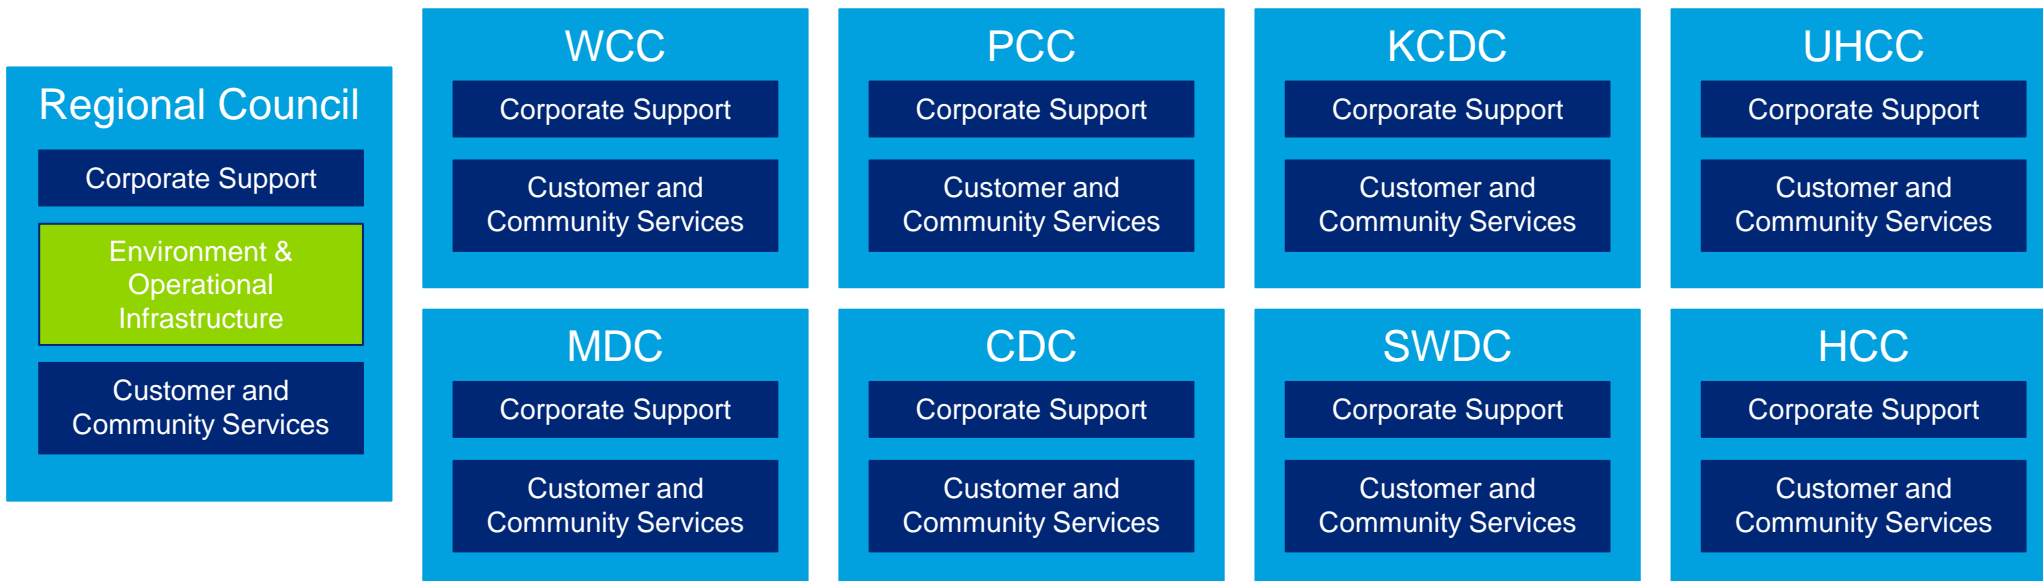 Regional Council
Corporate Support
Environment &
Operational
Infrastructure
Customer and
Community Services
WCC
Corporate Support
Customer and
Community Services
PCC
Corporate Support
Customer and
Community Services
KCDC
Corporate Support
Customer and
Community Services
UHCC
Corporate Support
Customer and
Community Services
MDC
Corporate Support
Customer and
Community Services
CDC
Corporate Support
Customer and
Community Services
SWDC
Corporate Support
Customer and
Community Services
HCC
Corporate Support
Customer and
Community Services